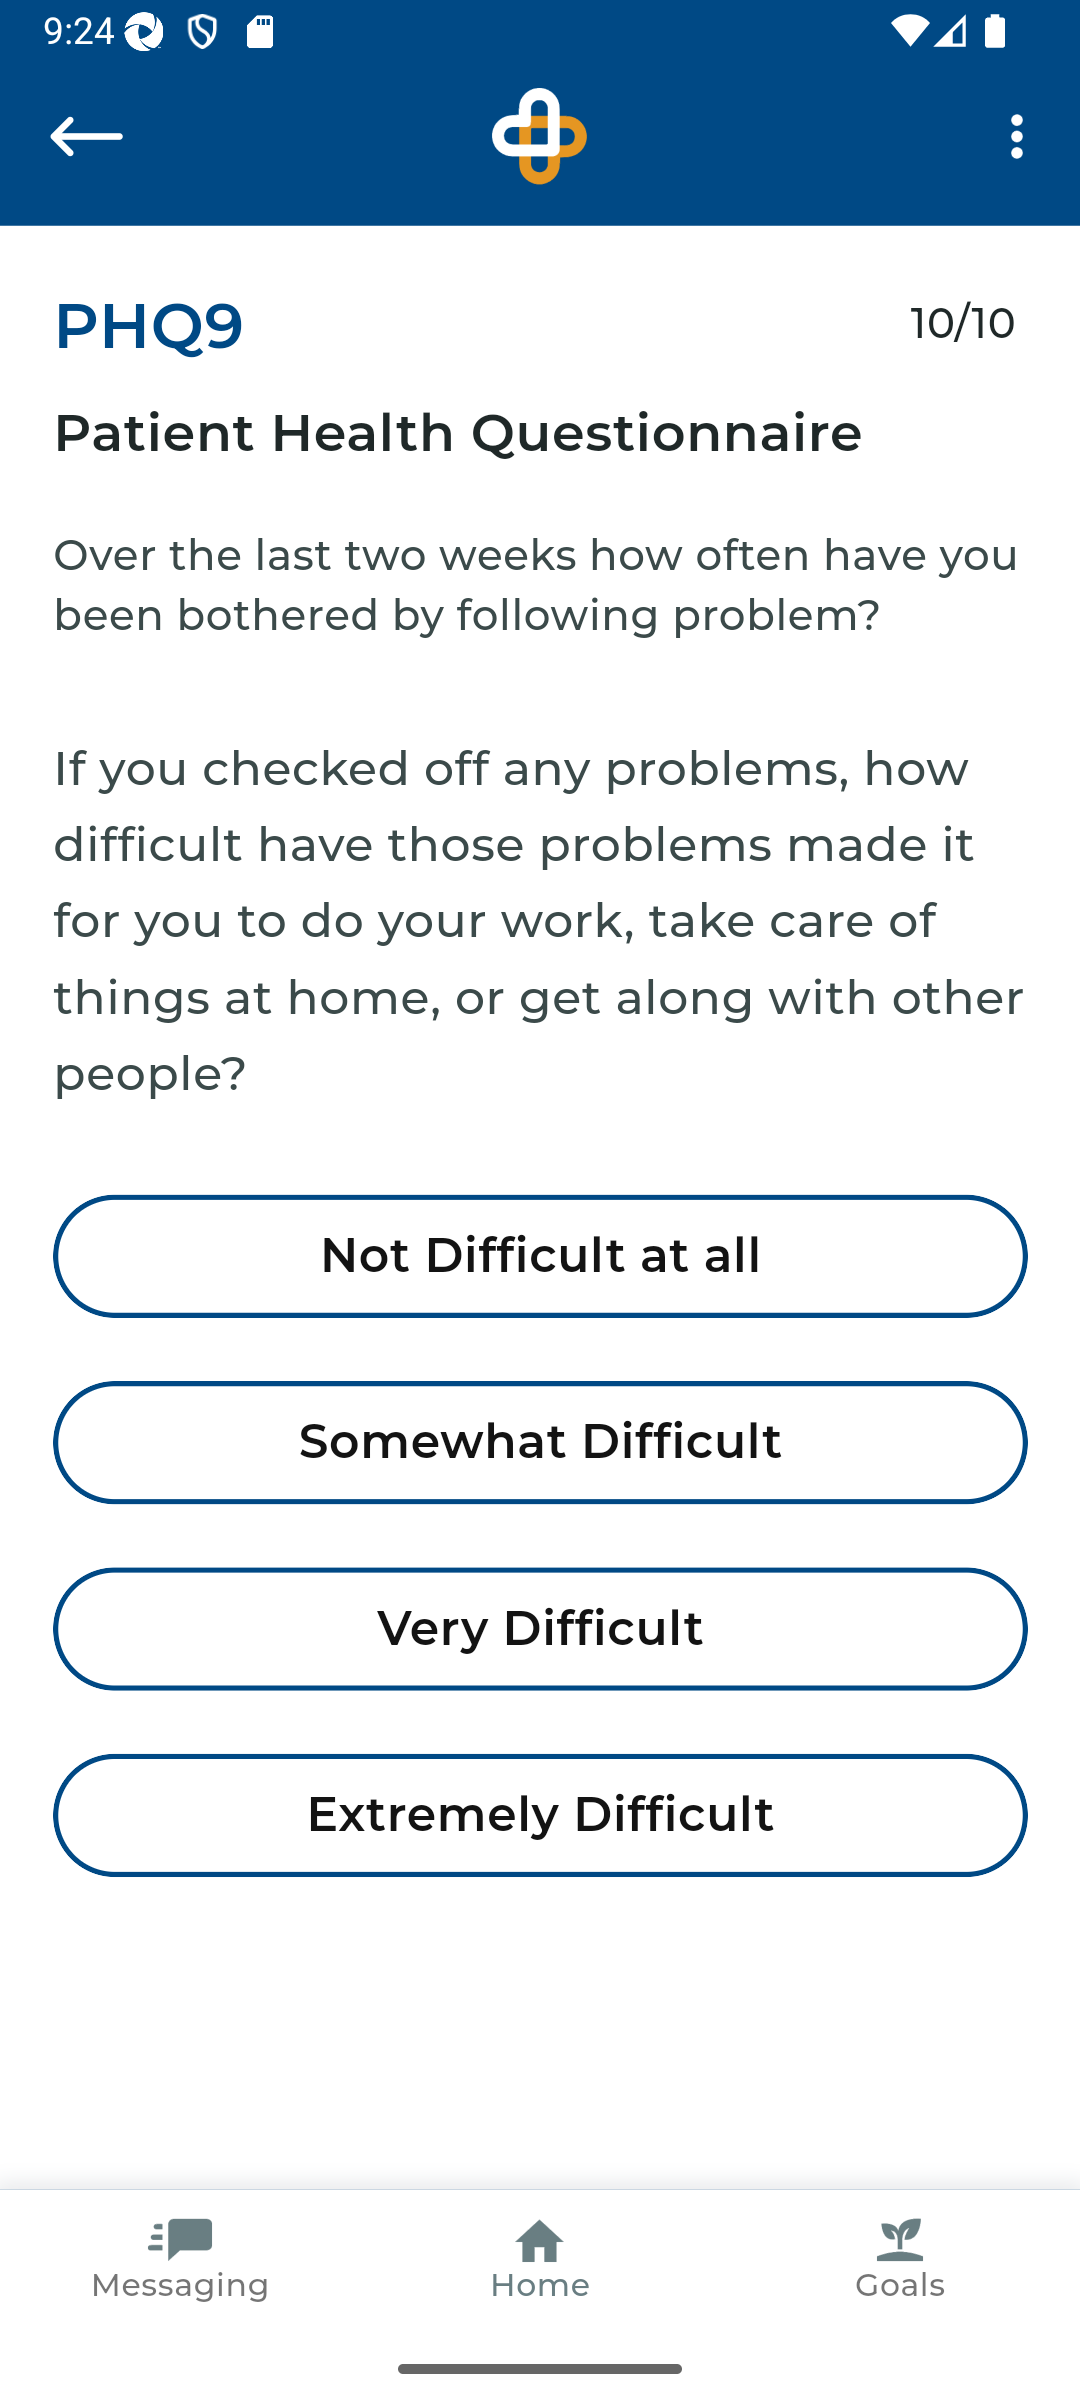 9:24
PHQ9
10/10
Patient Health Questionnaire
Over the last two weeks how often have you
been bothered by following problem?
If you checked off any problems, how
difficult have those problems made it
for you to do your work, take care of
things at home, or get along with other
people?
Not Difficult at all
Somewhat Difficult
Very Difficult
Extremely Difficult
Messaging
Home
Goals